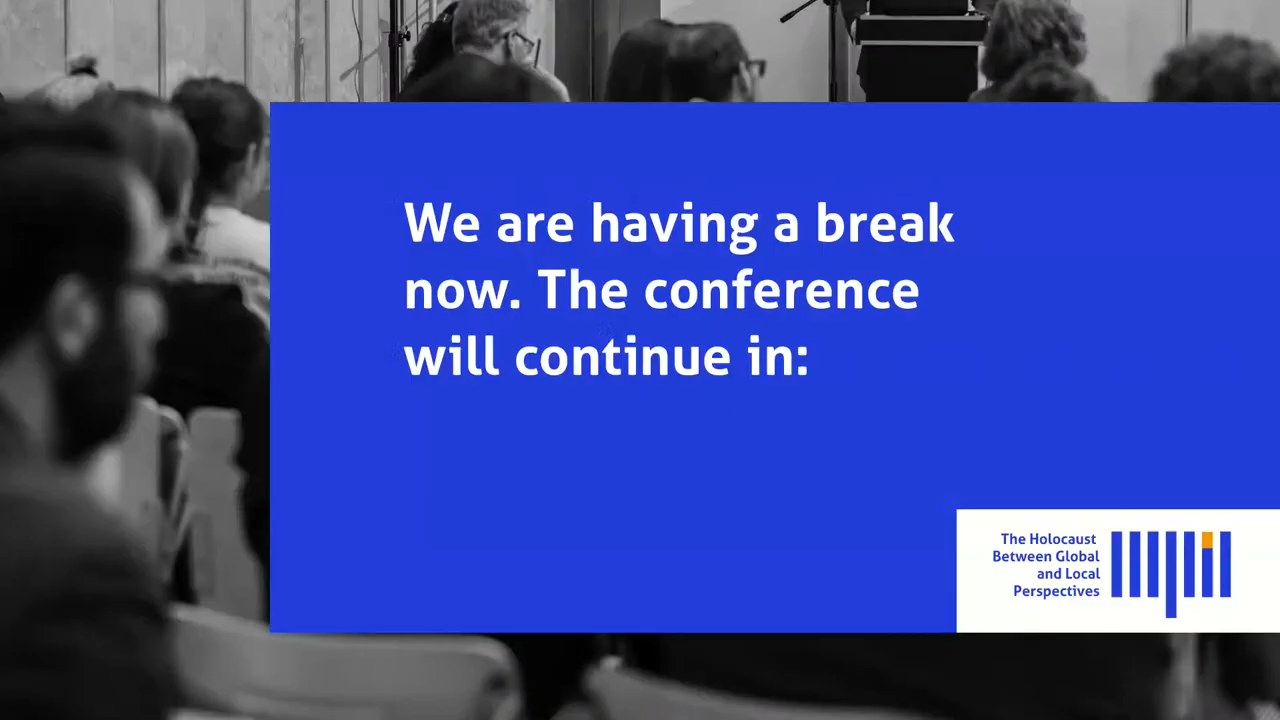 We are having a break
now. The conference
will continue in:
The Holocaust
Between Global
and Local
Perspectives